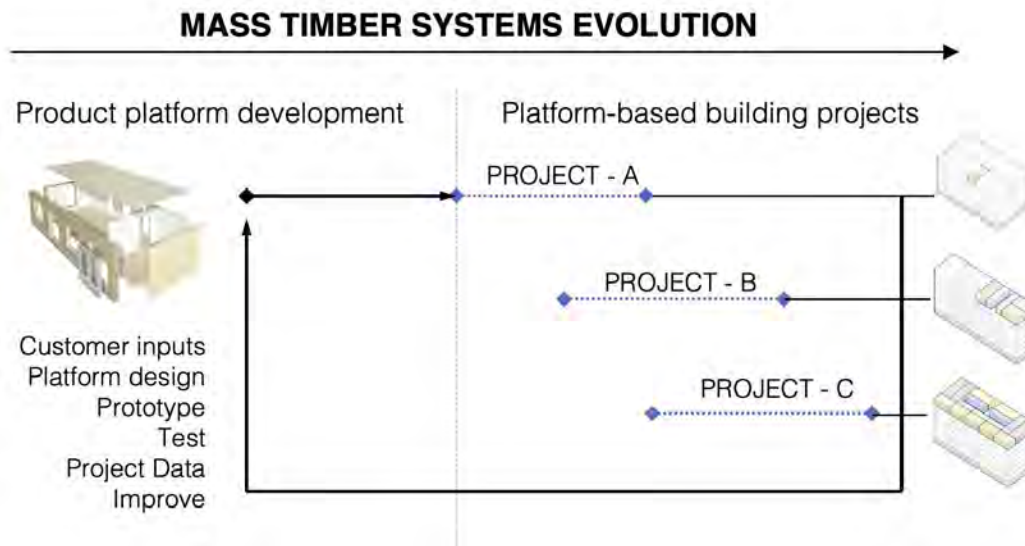 MASS TIMBER SYSTEMS EVOLUTION
Product platform development
Platform-based building projects
PROJECT - A
PROJECT - B
PROJECT - C
Customer inputs
Platform design
Prototype
Test
Project Data
Improve